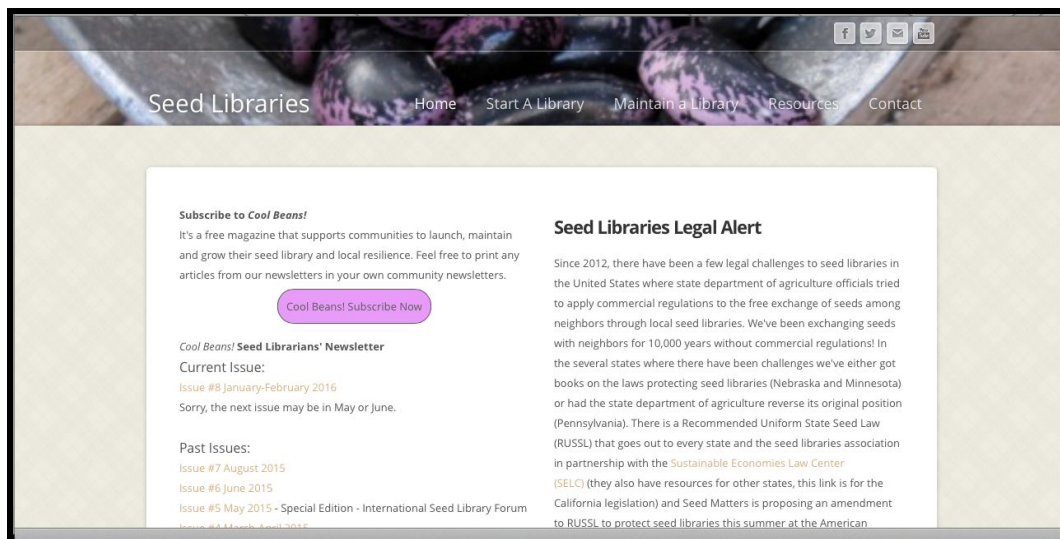 Seed Libraries
Home Start A Library Maintain a Library Resources Contact
Subscribe to Cool Beans!
It's a free magazine that supports communities to launch, maintain
and grow their seed library and local resilience. Feel free to print any
articles from our newsletters in your own community newsletters.
Cool Beans! Subscribe Now
Cool Beans! Seed Librarians' Newsletter
Current Issue:
Issue #8 January-February 2016
Sorry, the next issue may be in May or June.
Past Issues:
Issue #7 August 2015
Issue #6 June 2015
Issue #5 May 2015 - Special Edition - International Seed Library Forum
Issue #4 March-April 2015
Seed Libraries Legal Alert
Since 2012, there have been a few legal challenges to seed libraries in
the United States where state department of agriculture officials tried
to apply commercial regulations to the free exchange of seeds among
neighbors through local seed libraries. We've been exchanging seeds
with neighbors for 10,000 years without commercial regulations! In
the several states where there have been challenges we've either got
books on the laws protecting seed libraries (Nebraska and Minnesota)
or had the state department of agriculture reverse its original position
(Pennsylvania). There is a Recommended Uniform State Seed Law
(RUSSL) that goes out to every state and the seed libraries association
in partnership with the Sustainable Economies Law Center
(SELC) (they also have resources for other states, this link is for the
California legislation) and Seed Matters is proposing an amendment
to RUSSL to protect seed libraries this summer at the American